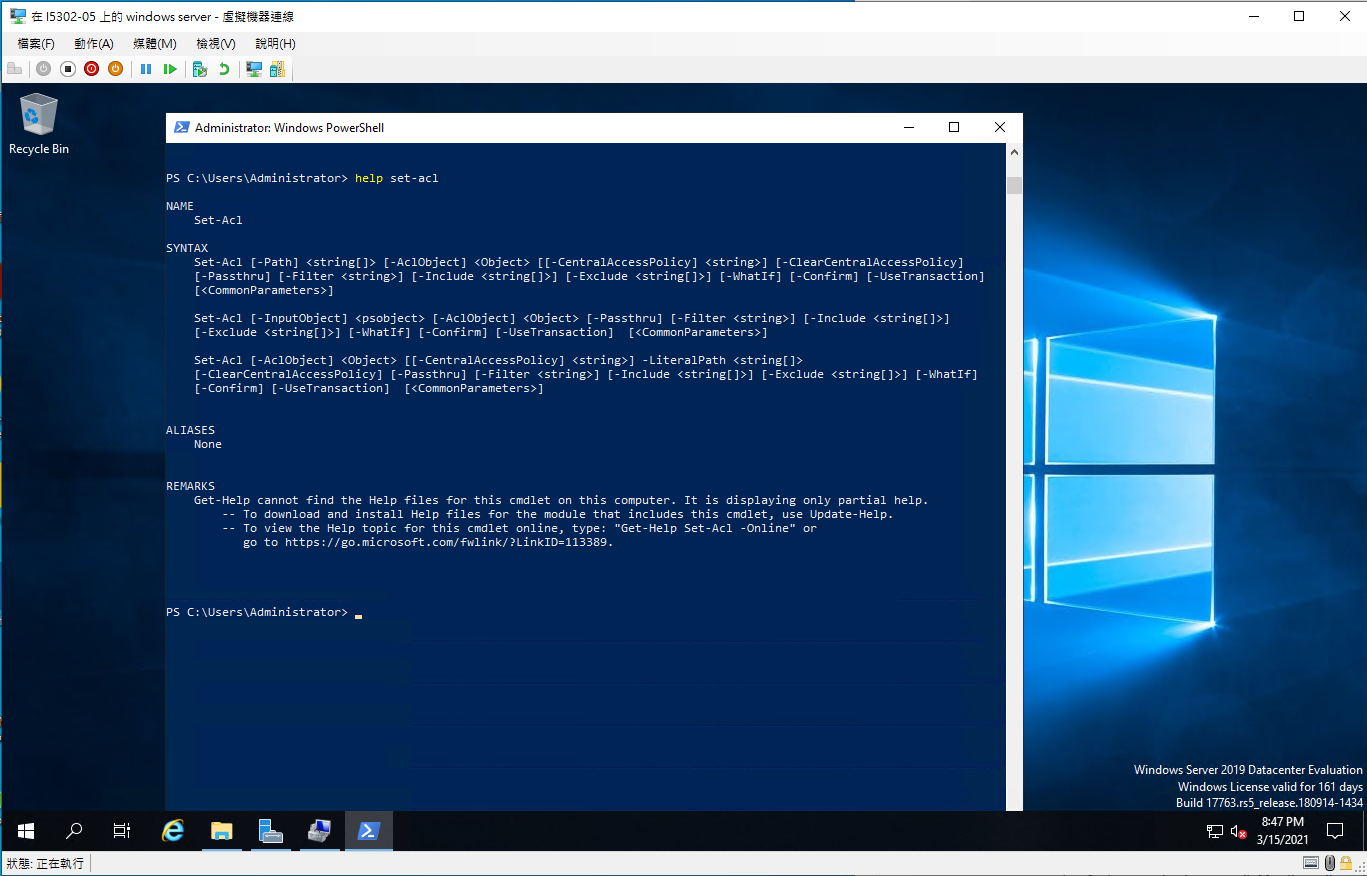 在 I5302-05 上的 windows server - 虛擬機器連線
檔案(F) 動作(A) 媒體(M) 檢視(V) 說明(H)
Recycle Bin
Administrator: Windows PowerShell
PS C:\Users\Administrator> help set-acl
NAME
Set-Acl
SYNTAX
Set-Acl [-Path] <string[]> [-AclObject] <Object> [[-CentralAccessPolicy] <string>] [-ClearCentralAccessPolicy]
[-Passthru] [-Filter <string>] [-Include <string[]>] [-Exclude <string[]>] [-WhatIf] [-Confirm] [-UseTransaction]
[<CommonParameters>]
Set-Acl [-InputObject] <psobject> [-AclObject] <Object> [-Passthru] [-Filter <string>] [-Include <string[]>]
[-Exclude <string[]>] [-WhatIf] [-Confirm] [-UseTransaction]  [<CommonParameters>]
Set-Acl [-AclObject] <Object> [[-CentralAccessPolicy] <string>] -LiteralPath <string[]>
[-ClearCentralAccessPolicy] [-Passthru] [-Filter <string>] [-Include <string[]>] [-Exclude <string[]>] [-WhatIf]
[-Confirm] [-UseTransaction]  [<CommonParameters>]
ALIASES
None
REMARKS
Get-Help cannot find the Help files for this cmdlet on this computer. It is displaying only partial help.
-- To download and install Help files for the module that includes this cmdlet, use Update-Help.
-- To view the Help topic for this cmdlet online, type: "Get-Help Set-Acl -Online" or
go to https://go.microsoft.com/fwlink/?LinkID=113389.
PS C:\Users\Administrator>
Windows Server 2019 Datacenter Evaluation
Windows License valid for 161 days
Build 17763.rs5_release.180914-1434
8:47 PM
3/15/2021
狀態: 正在執行